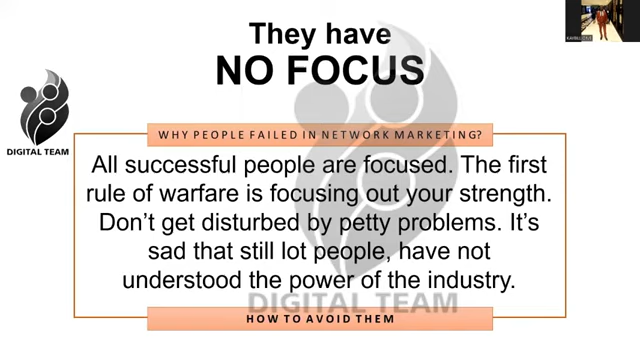 They have
NO FOCUS
DIGITAL TEAM
WHY PEOPLE FAILED IN NETWORK MARKETING?
All successful people are focused. The first
rule of warfare is focusing out your strength.
Don't get disturbed by petty problems. It's
sad that still lot people, have not
understood the power of the industry.
DIGITAL TEAM
HOW TO AVOID THEM